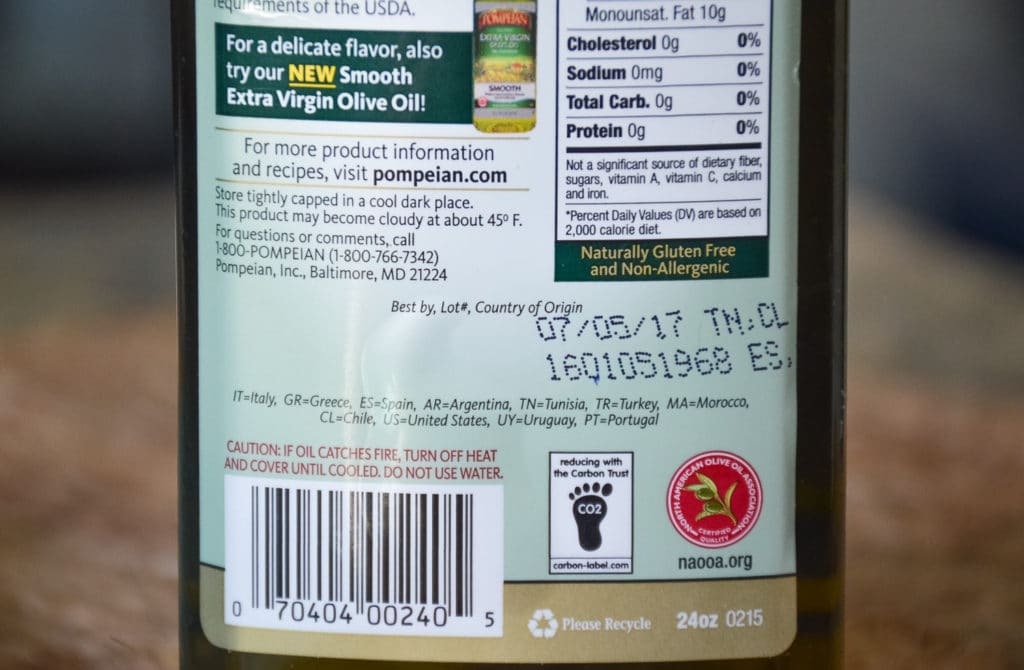 requirements of the USDA.
For a delicate flavor, also
try our NEW Smooth
Extra Virgin Olive Oil!
POMPEIAN
EXTRA VIRGIN
SMOOTH
For more product information
and recipes, visit pompeian.com
Store tightly capped in a cool dark place.
This product may become cloudy at about 45º F.
For questions or comments, call
1-800-POMPEIAN (1-800-766-7342)
Pompeian, Inc., Baltimore, MD 21224
Monounsat. Fat 10g
Cholesterol 0g 0%
Sodium 0mg 0%
Total Carb. 0g 0%
Protein 0g 0%
Not a significant source of dietary fiber,
sugars, vitamin A, vitamin C, calcium
and iron.
*Percent Daily Values (DV) are based on
2,000 calorie diet.
Naturally Gluten Free
and Non-Allergenic
Best by, Lot#, Country of Origin
07/05/17 TN,CL
1601051968 ES,
IT=Italy, GR=Greece, ES=Spain, AR=Argentina, TN=Tunisia, TR=Turkey, MA=Morocco,
CL=Chile, US=United States, UY=Uruguay, PT=Portugal
CAUTION: IF OIL CATCHES FIRE, TURN OFF HEAT
AND COVER UNTIL COOLED. DO NOT USE WATER.
0 70404 00240 5
reducing with
the Carbon Trust
CO2
carbon-label.com
NORTH AMERICAN OLIVE OIL ASSOCIATION
CERTIFIED
QUALITY
naooa.org
Please Recycle
24oz 0215